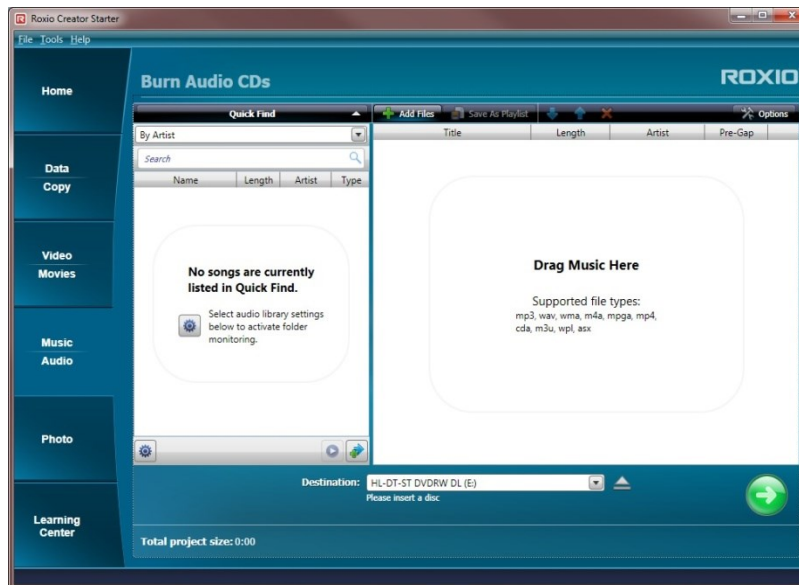 Roxio Creator Starter
File Tools Help
Home
Data
Copy
Video
Movies
Music
Audio
Photo
Learning
Center
Burn Audio CDs
ROXIO
Quick Find
By Artist
Search
Name Length Artist Type
No songs are currently
listed in Quick Find.
Select audio library settings
below to activate folder
monitoring.
Add Files Save As Playlist Options
Title Length Artist Pre-Gap
Drag Music Here
Supported file types:
mp3, wav, wma, m4a, mpga, mp4,
cda, m3u, wpl, asx
Destination: HL-DT-ST DVDRW DL (E:)
Please insert a disc
Total project size: 0:00